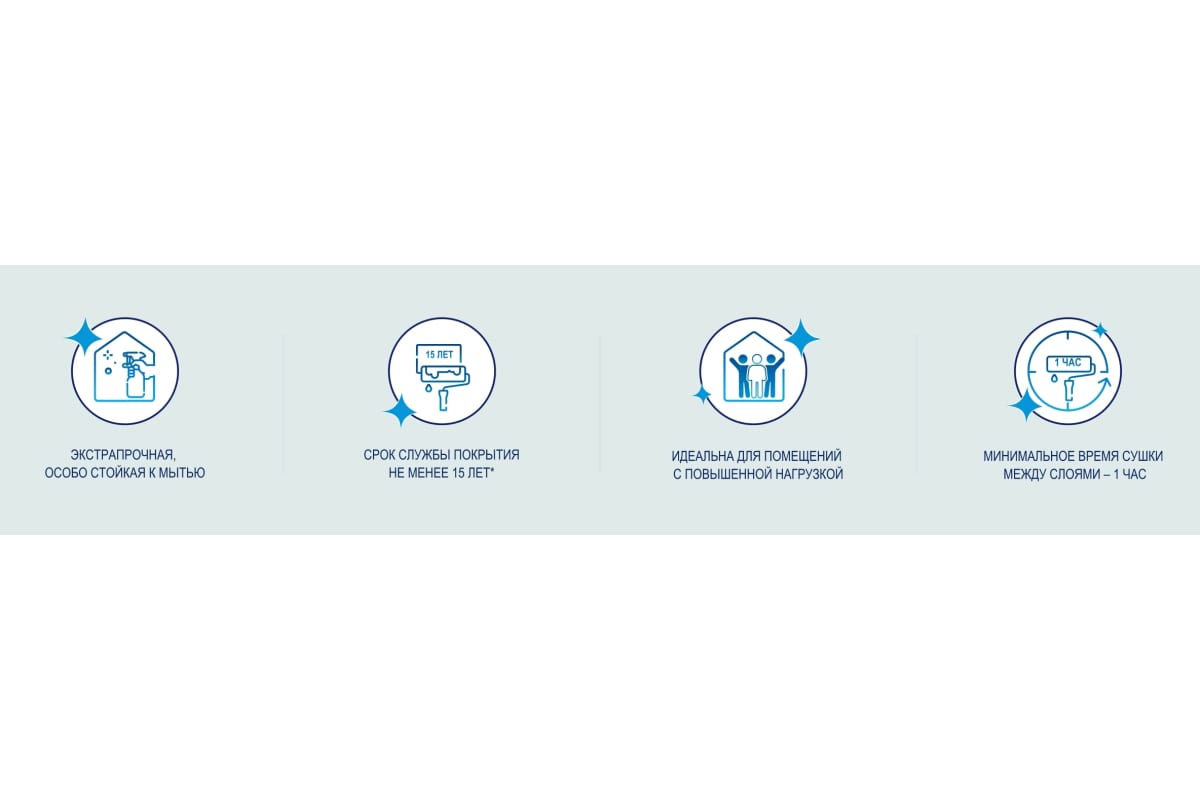 ЭКСТРАПРОЧНАЯ,
ОСОБО СТОЙКАЯ К МЫТЬЮ
15 ЛЕТ
СРОК СЛУЖБЫ ПОКРЫТИЯ
НЕ МЕНЕЕ 15 ЛЕТ*
ИДЕАЛЬНА ДЛЯ ПОМЕЩЕНИЙ
С ПОВЫШЕННОЙ НАГРУЗКОЙ
1 ЧАС
МИНИМАЛЬНОЕ ВРЕМЯ СУШКИ
МЕЖДУ СЛОЯМИ – 1 ЧАС